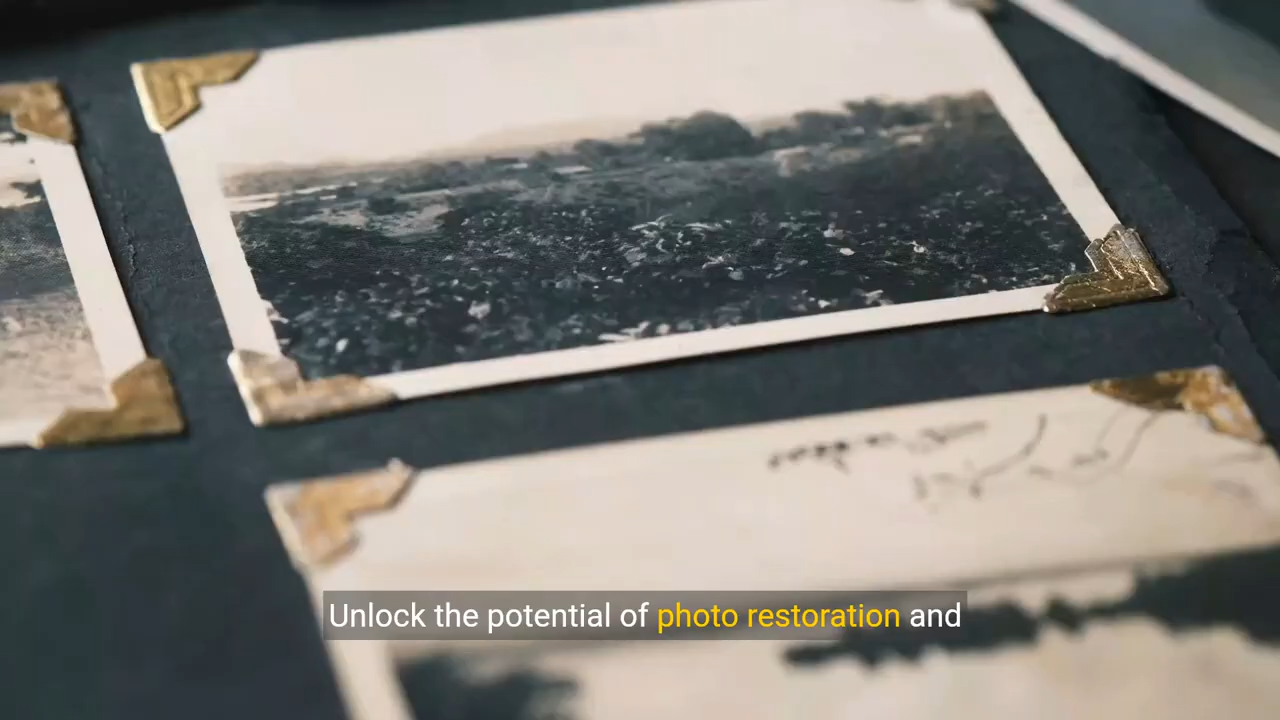 Unlock the potential of photo restoration and